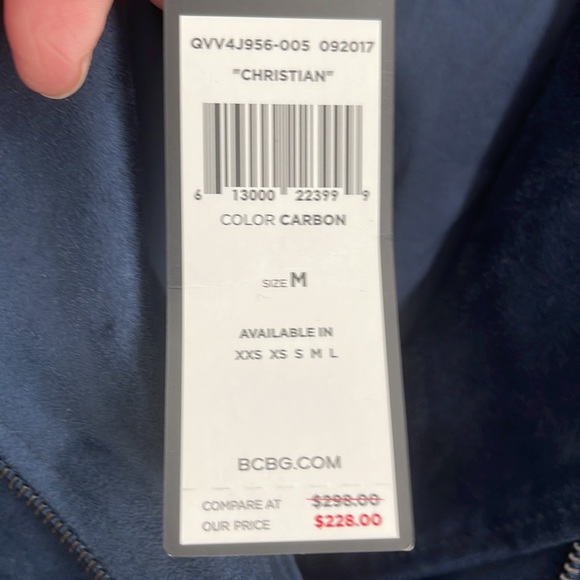 QVV4J956-005 092017
"CHRISTIAN"
6 13000 22399 9
COLOR CARBON
SIZE M
AVAILABLE IN
XXS XS S M L
BCBG.COM
COMPARE AT $298.00
OUR PRICE $228.00